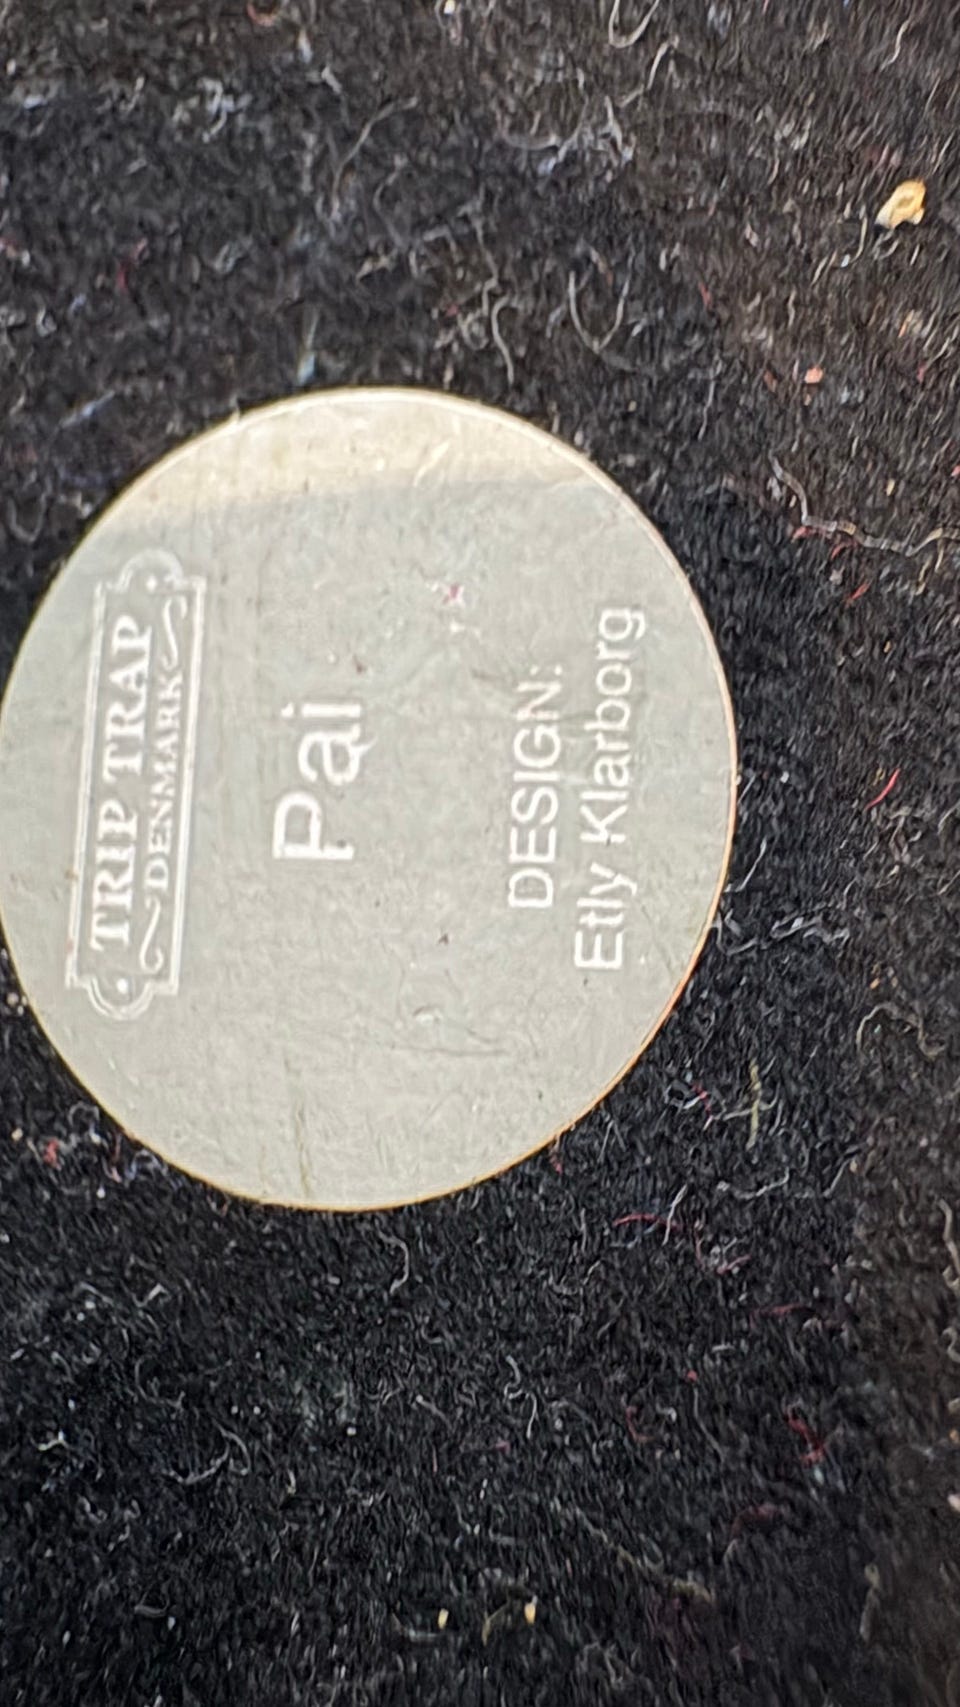 TRIP TRAP
DENMARK
Pai
DESIGN:
Etly Klarborg